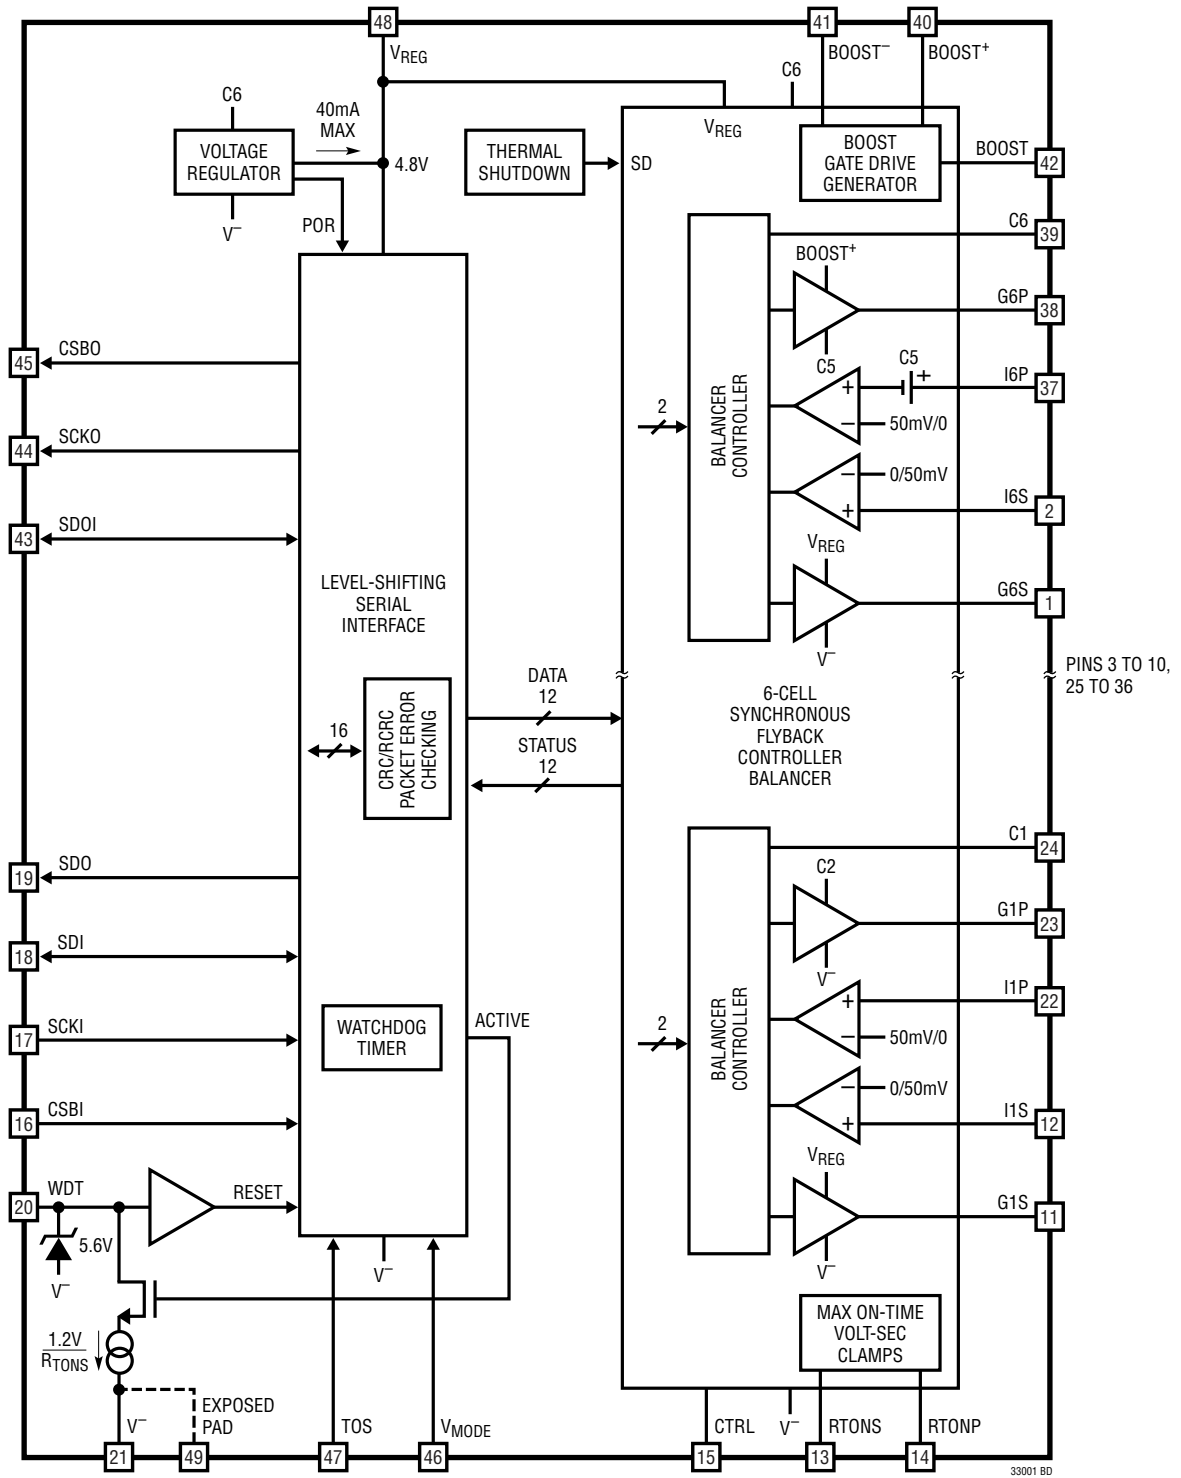 48
41
40
VREG
BOOST–
BOOST+
C6
C6
40mA
MAX
VREG
VOLTAGE
REGULATOR
4.8V
THERMAL
SHUTDOWN
SD
BOOST
GATE DRIVE
GENERATOR
BOOST
42
POR
V–
C6
39
BOOST+
G6P
38
CSBO
45
C5
C5
+
I6P
37
+
–
50mV/0
2
BALANCER
CONTROLLER
SCKO
44
–
0/50mV
+
I6S
2
SDOI
43
VREG
LEVEL-SHIFTING
SERIAL
INTERFACE
G6S
1
V–
PINS 3 TO 10,
25 TO 36
DATA
12
6-CELL
SYNCHRONOUS
FLYBACK
CONTROLLER
BALANCER
16
CRC/RCRC
PACKET ERROR
CHECKING
STATUS
12
C1
24
SDO
19
C2
G1P
23
SDI
18
V–
I1P
22
+
–
50mV/0
2
BALANCER
CONTROLLER
SCKI
17
WATCHDOG
TIMER
ACTIVE
–
0/50mV
+
I1S
12
CSBI
16
VREG
WDT
20
RESET
G1S
11
5.6V
V–
V–
V–
1.2V
RTONS
MAX ON-TIME
VOLT-SEC
CLAMPS
EXPOSED
PAD
V–
TOS
VMODE
CTRL
V–
RTONS
RTONP
21
49
47
46
15
13
14
33001 BD